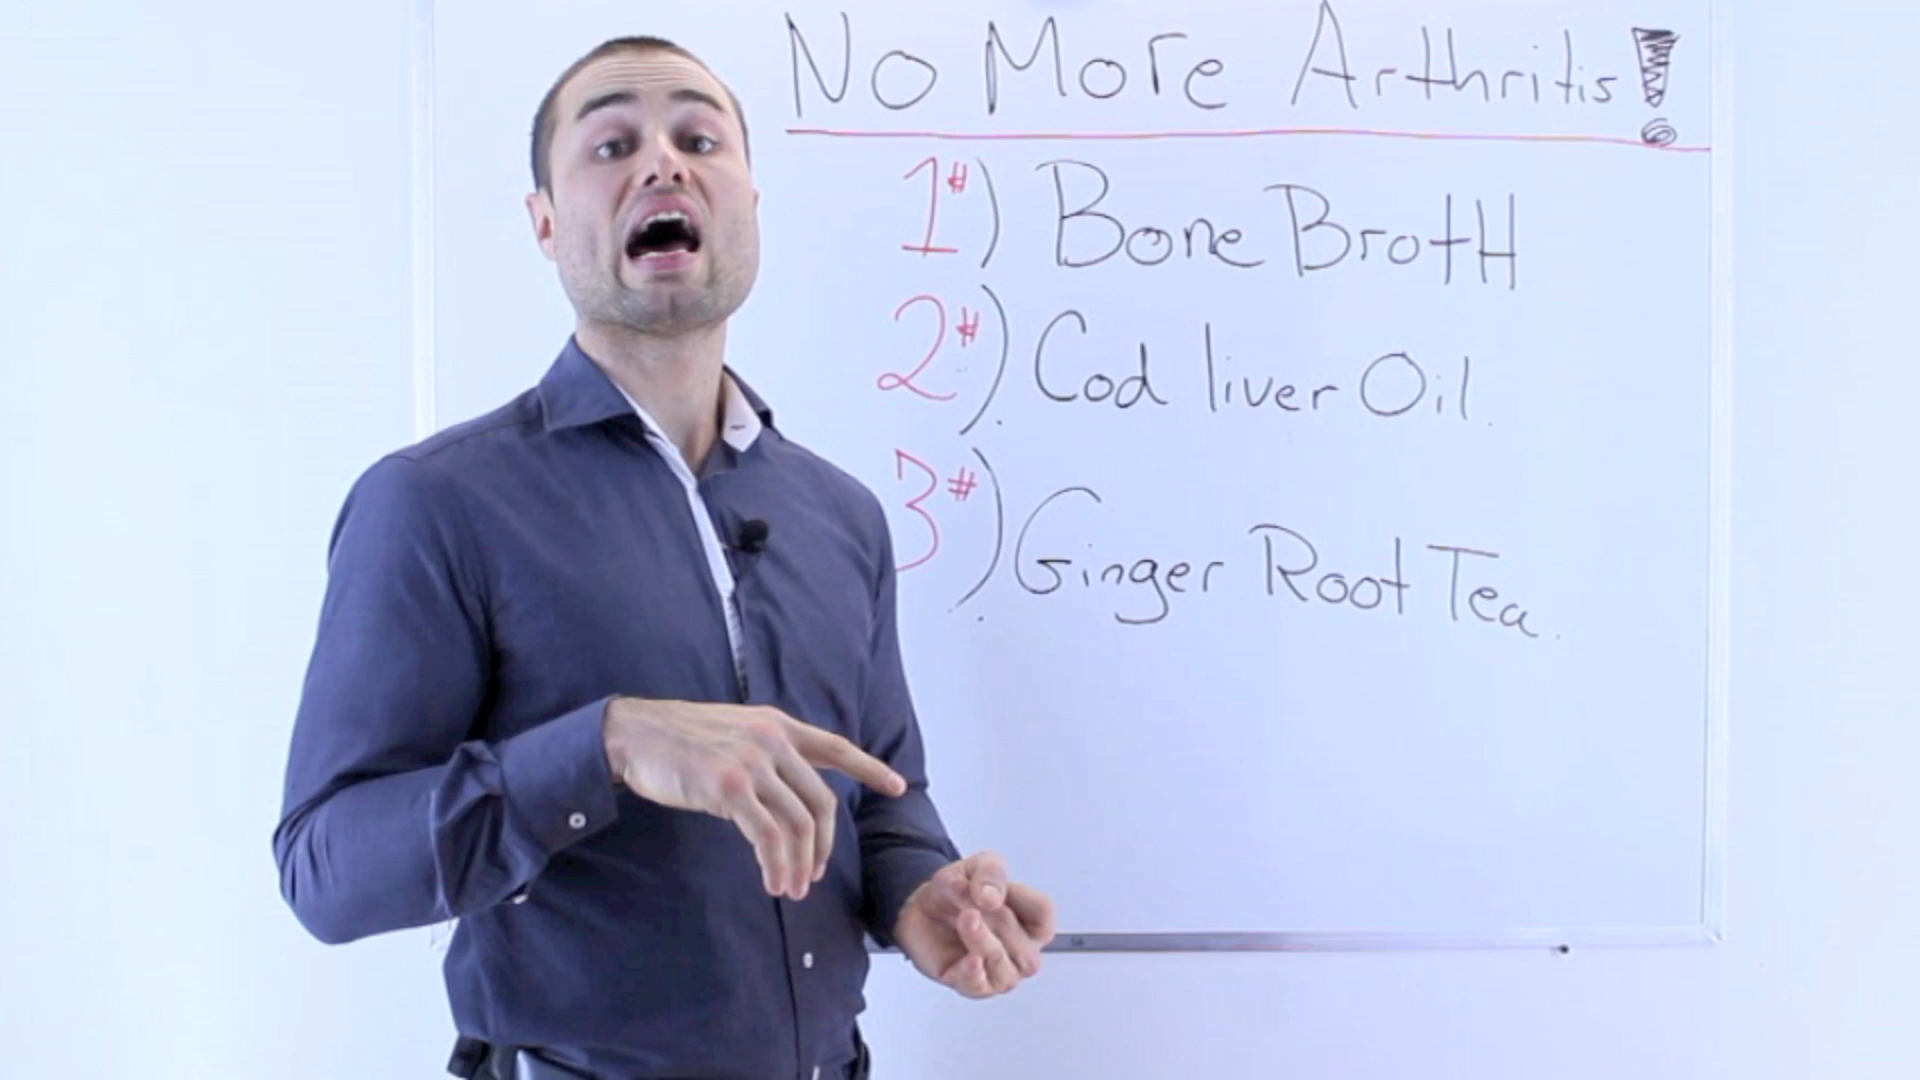 No More Arthritis!
1#) Bone BrotH
2#) Cod liver Oil.
3#) Ginger Root Tea.